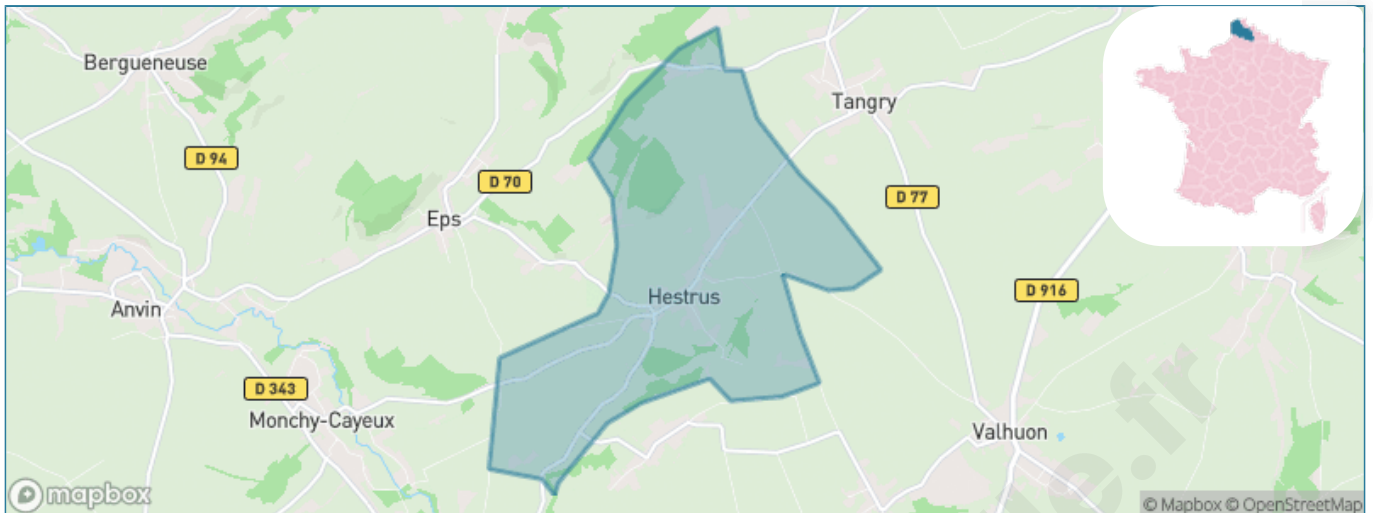 Bergueneuse
Tangry
D 94
D 70
D 77
Eps
D 916
Hestrus
Anvin
D 343
Monchy-Cayeux
Valhuon
mapbox
© Mapbox © OpenStreetMap